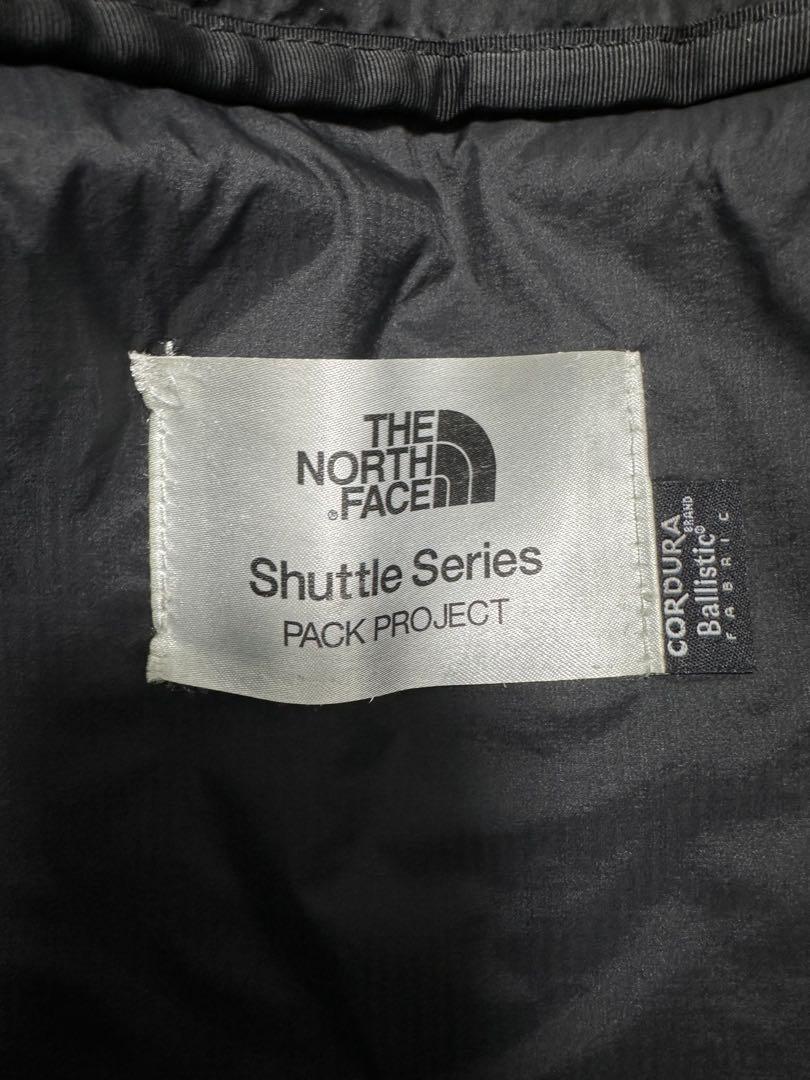 THE
NORTH
FACE
®
Shuttle Series
PACK PROJECT
CORDURA
BRAND
Ballistic®
FABRIC